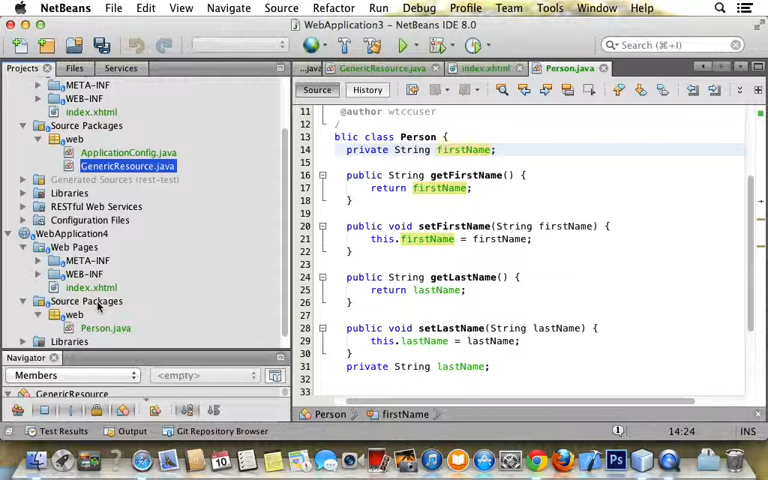 NetBeans File Edit View Navigate Source Refactor Run Debug Profile Team Tools Window Help
WebApplication3 - NetBeans IDE 8.0
Search (⌘+I)
Projects Files Services
...java GenericResource.java index.xhtml Person.java
Source History
META-INF
WEB-INF
index.xhtml
Source Packages
web
ApplicationConfig.java
GenericResource.java
Generated Sources (rest-test)
Libraries
RESTful Web Services
Configuration Files
WebApplication4
Web Pages
META-INF
WEB-INF
index.xhtml
Source Packages
web
Person.java
Libraries
Navigator
Members <empty>
GenericResource
11 @author wtccuser
12 /
13 blic class Person {
14 private String firstName;
15
16 public String getFirstName() {
17 return firstName;
18 }
19
20 public void setFirstName(String firstName) {
21 this.firstName = firstName;
22 }
23
24 public String getLastName() {
25 return lastName;
26 }
27
28 public void setLastName(String lastName) {
29 this.lastName = lastName;
30 }
31 private String lastName;
32
33
Person firstName
Test Results Output Git Repository Browser 14:24 INS